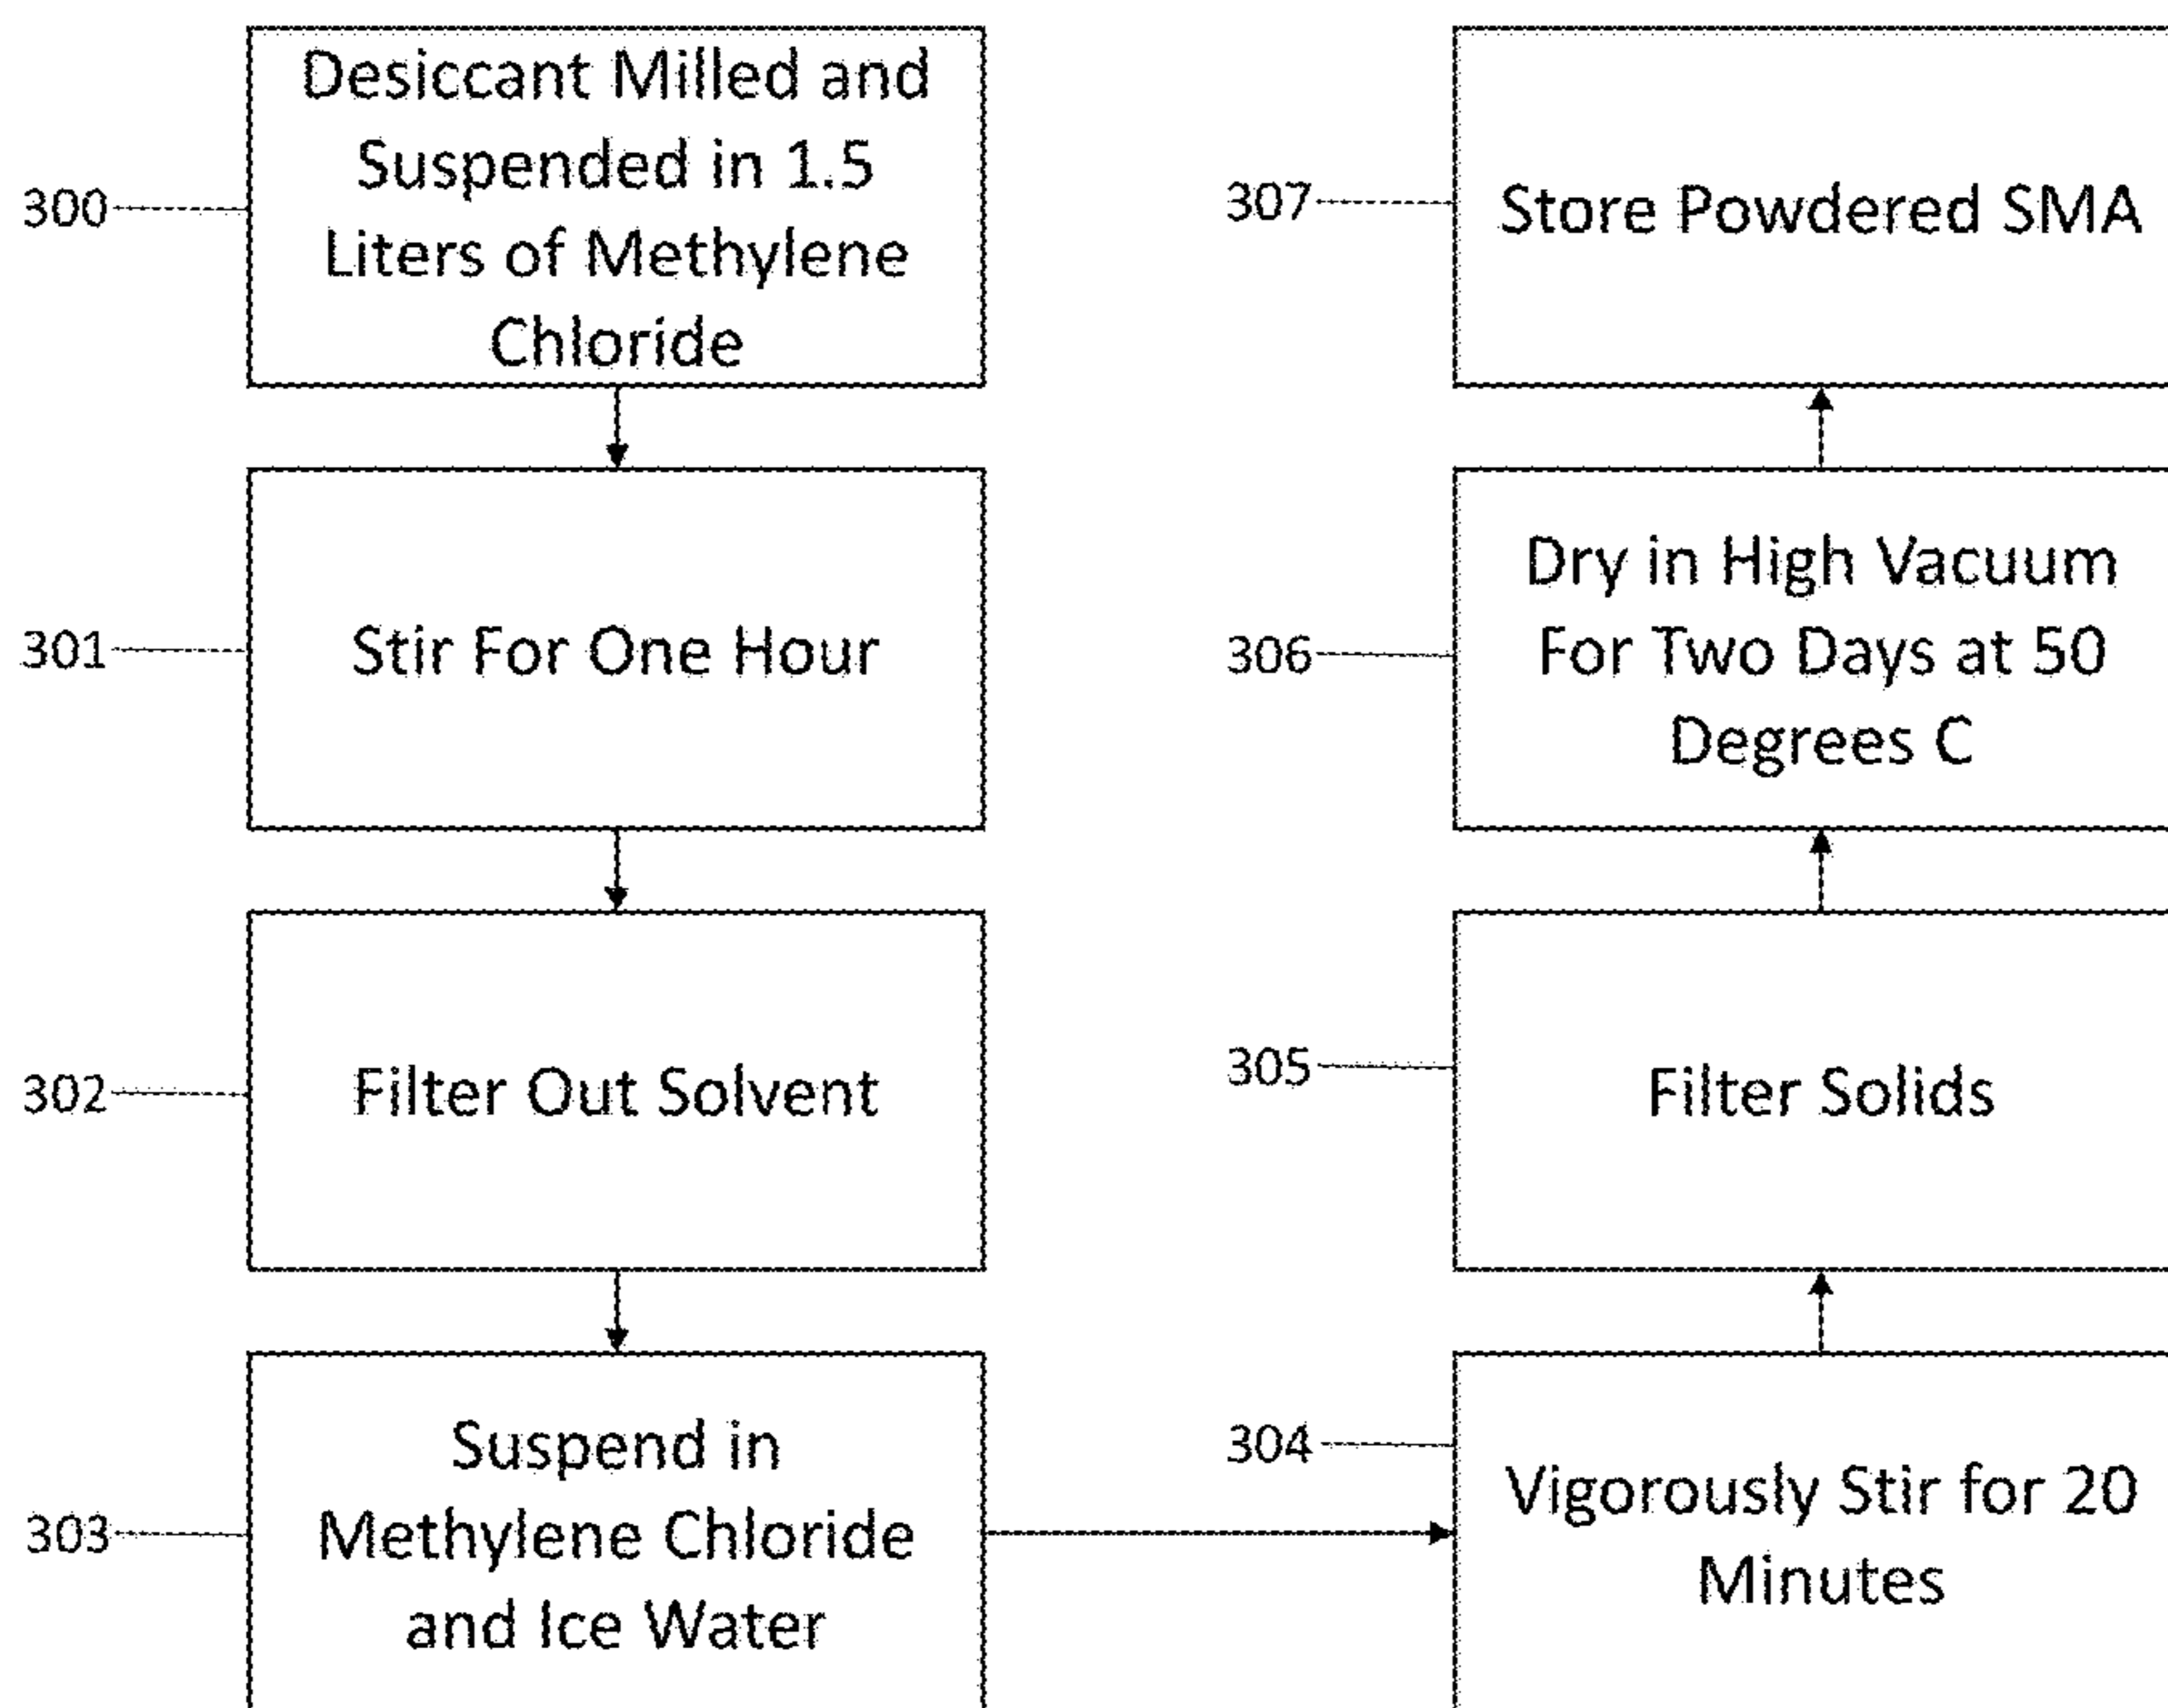 300
Desiccant Milled and
Suspended in 1.5
Liters of Methylene
Chloride
301
Stir For One Hour
302
Filter Out Solvent
303
Suspend in
Methylene Chloride
and Ice Water
304
Vigorously Stir for 20
Minutes
305
Filter Solids
306
Dry in High Vacuum
For Two Days at 50
Degrees C
307
Store Powdered SMA